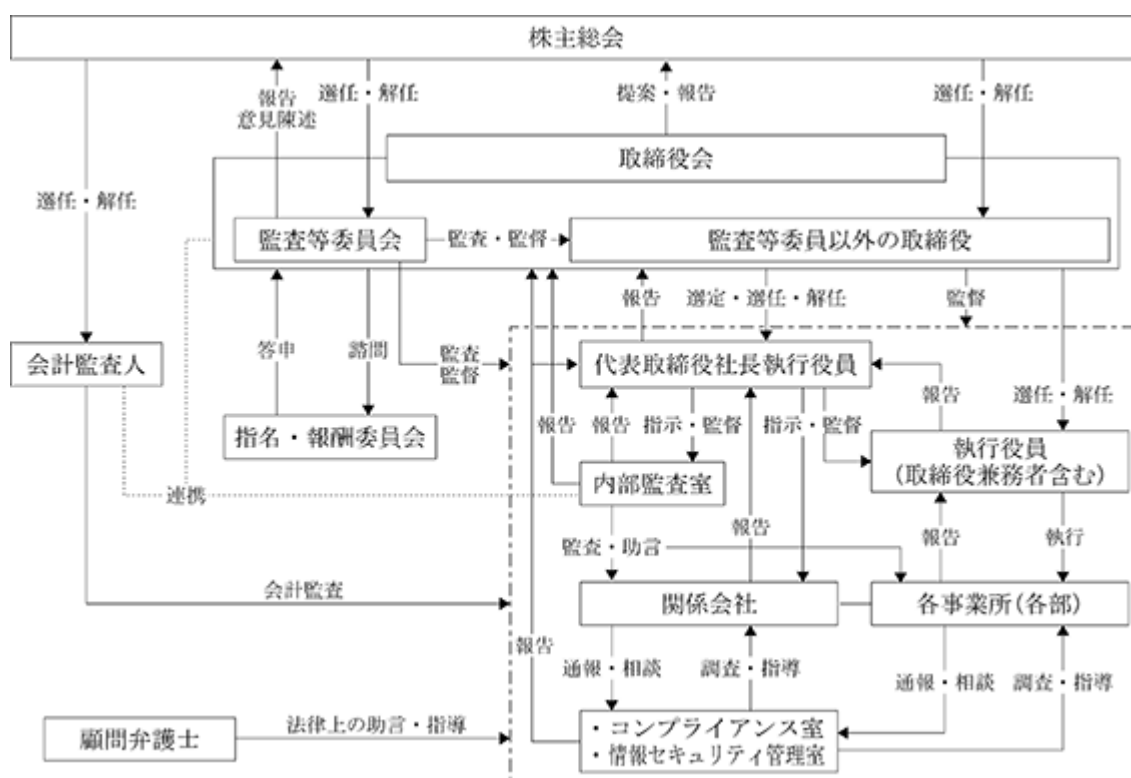 株主総会
報告
意見陳述
選任・解任
提案・報告
選任・解任
取締役会
選任・解任
監査等委員会
監査・監督
監査等委員以外の取締役
報告
選定・選任・解任
監督
会計監査人
答申
諮問
監査
監督
代表取締役社長執行役員
報告
選任・解任
指名・報酬委員会
報告
報告
指示・監督
指示・監督
執行役員
(取締役兼務者含む)
内部監査室
連携
報告
監査・助言
報告
執行
会計監査
関係会社
各事業所(各部)
報告
通報・相談
調査・指導
通報・相談
調査・指導
顧問弁護士
法律上の助言・指導
・コンプライアンス室
・情報セキュリティ管理室